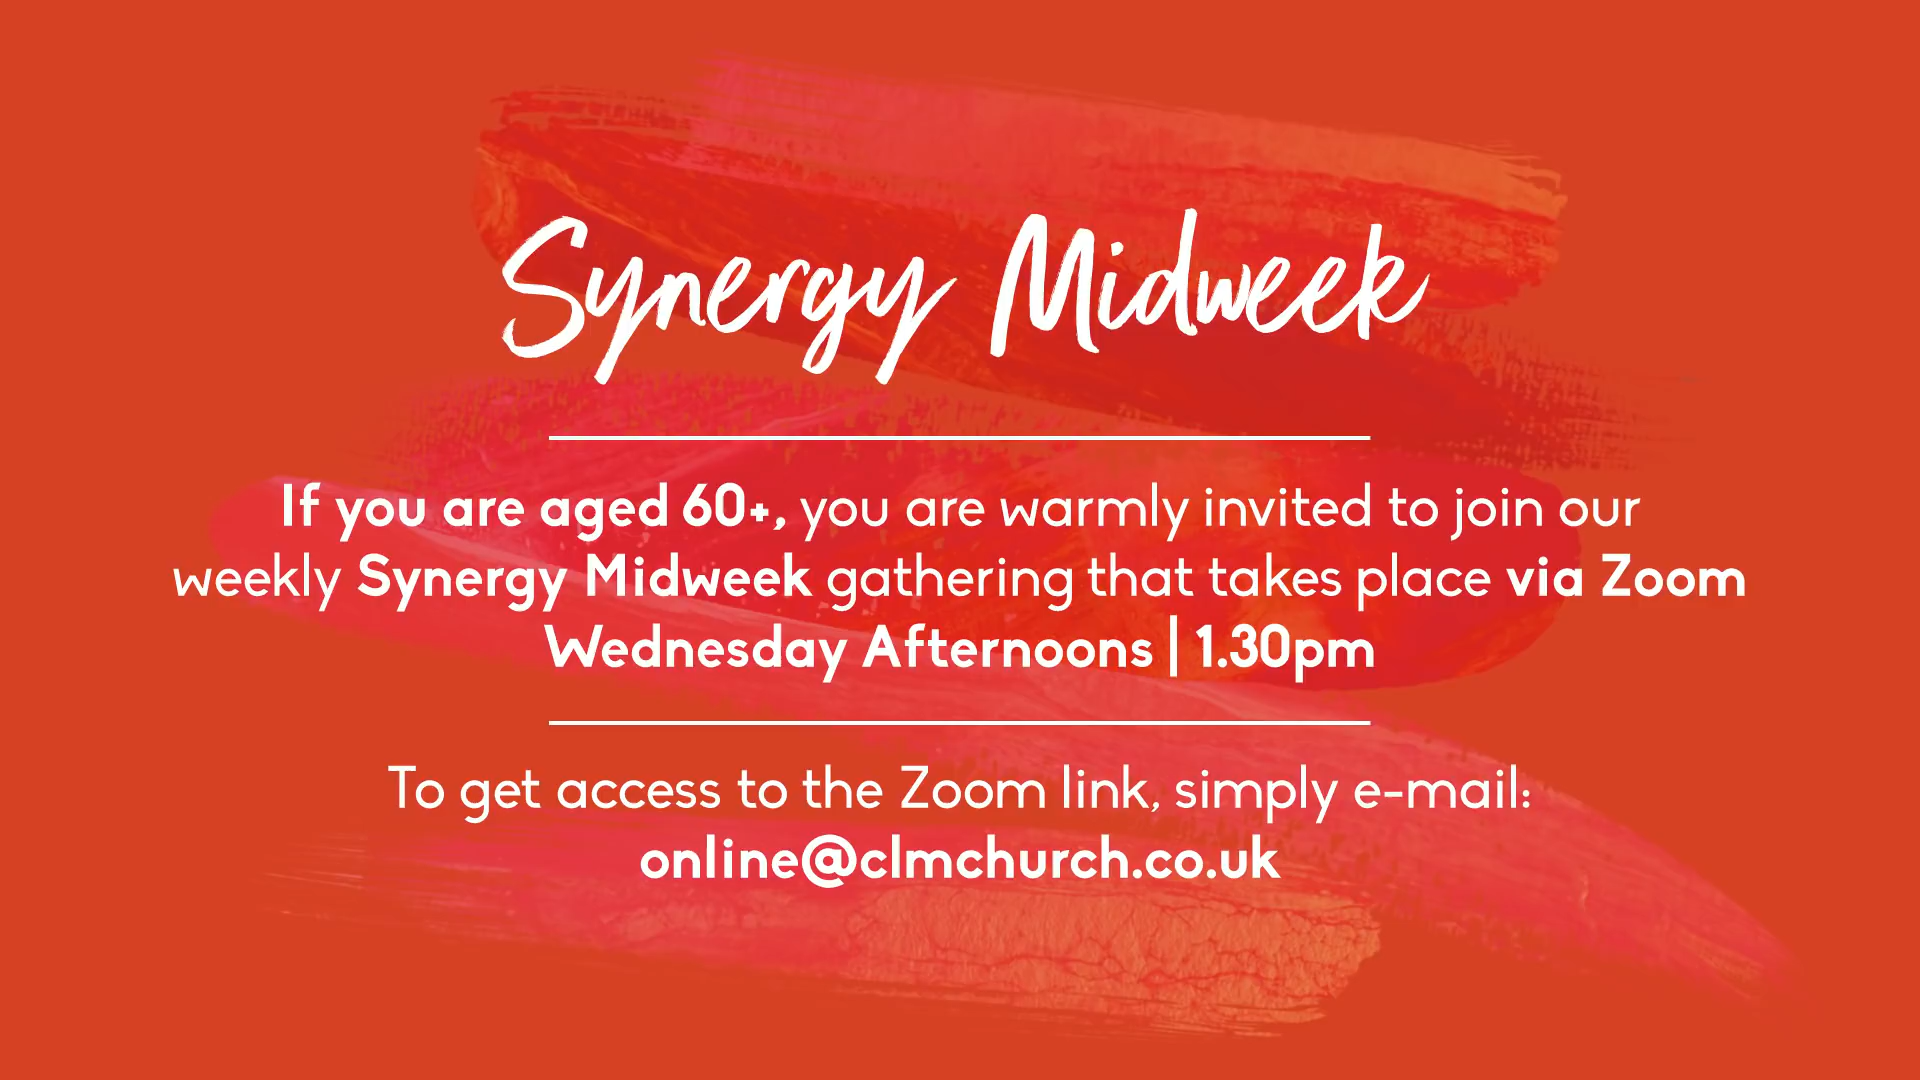 Synergy Midweek
If you are aged 60+, you are warmly invited to join our
weekly Synergy Midweek gathering that takes place via Zoom
Wednesday Afternoons | 1.30pm
To get access to the Zoom link, simply e-mail:
online@clmchurch.co.uk